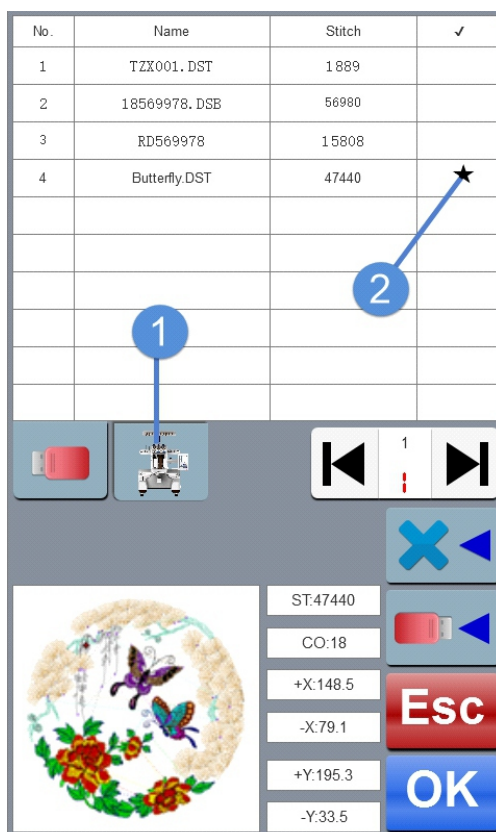 No. Name Stitch ✓
1 TZX001.DST 1889
2 18569978.DSB 56980
3 RD569978 15808
4 Butterfly.DST 47440 ★
2
1
1
ST:47440
CO:18
+X:148.5
Esc
-X:79.1
+Y:195.3
OK
-Y:33.5